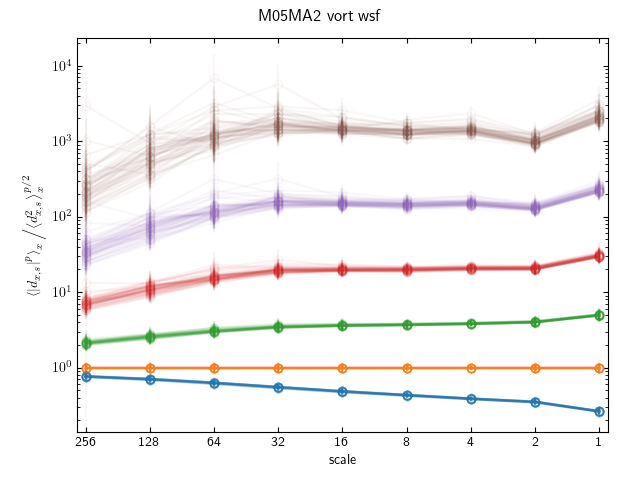 M05MA2 vort wsf
⟨|d_{x,s}|^p⟩_x / ⟨d_{x,s}^2⟩_x^{p/2}
10^4
10^3
10^2
10^1
10^0
256 128 64 32 16 8 4 2 1
scale